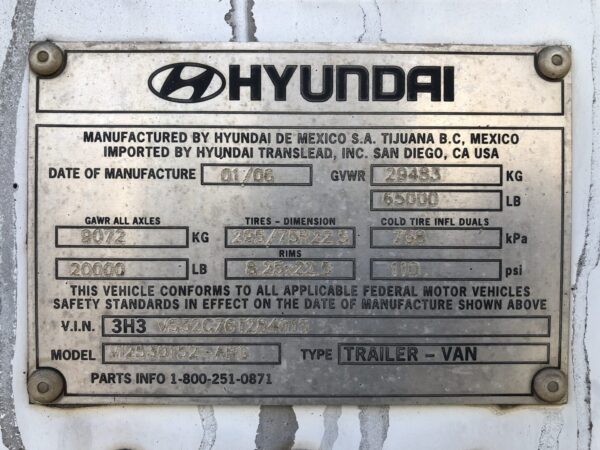 HYUNDAI
MANUFACTURED BY HYUNDAI DE MEXICO S.A. TIJUANA B.C, MEXICO
IMPORTED BY HYUNDAI TRANSLEAD, INC. SAN DIEGO, CA USA
DATE OF MANUFACTURE 01/06 GVWR 29483 KG
65000 LB
GAWR ALL AXLES TIRES - DIMENSION COLD TIRE INFL DUALS
9072 KG 295/75R22.5 758 kPa
RIMS
20000 LB 8.25x22.5 110 psi
THIS VEHICLE CONFORMS TO ALL APPLICABLE FEDERAL MOTOR VEHICLES
SAFETY STANDARDS IN EFFECT ON THE DATE OF MANUFACTURE SHOWN ABOVE
V.I.N. 3H3
MODEL TYPE TRAILER - VAN
PARTS INFO 1-800-251-0871